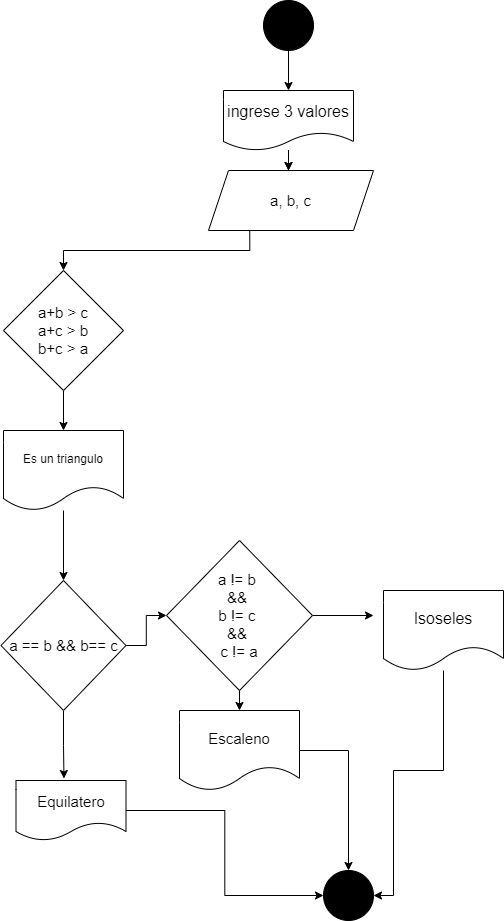 ingrese 3 valores
a, b, c
a+b > c
a+c > b
b+c > a
Es un triangulo
a == b && b== c
a != b
&&
b != c
&&
c != a
Isoseles
Escaleno
Equilatero